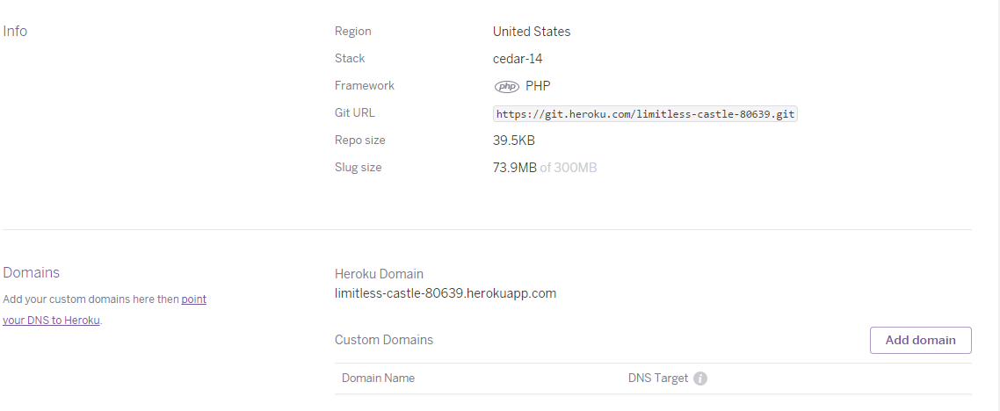 Info
Region United States
Stack cedar-14
Framework php PHP
Git URL https://git.heroku.com/limitless-castle-80639.git
Repo size 39.5KB
Slug size 73.9MB of 300MB
Domains
Add your custom domains here then point
your DNS to Heroku.
Heroku Domain
limitless-castle-80639.herokuapp.com
Custom Domains Add domain
Domain Name DNS Target i